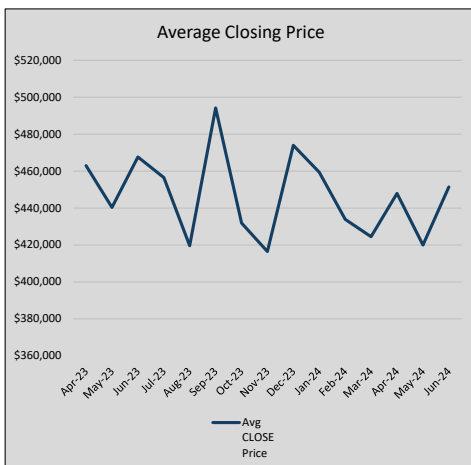 Average Closing Price
$520,000
$500,000
$480,000
$460,000
$440,000
$420,000
$400,000
$380,000
$360,000
Apr-23
May-23
Jun-23
Jul-23
Aug-23
Sep-23
Oct-23
Nov-23
Dec-23
Jan-24
Feb-24
Mar-24
Apr-24
May-24
Jun-24
Avg
CLOSE
Price